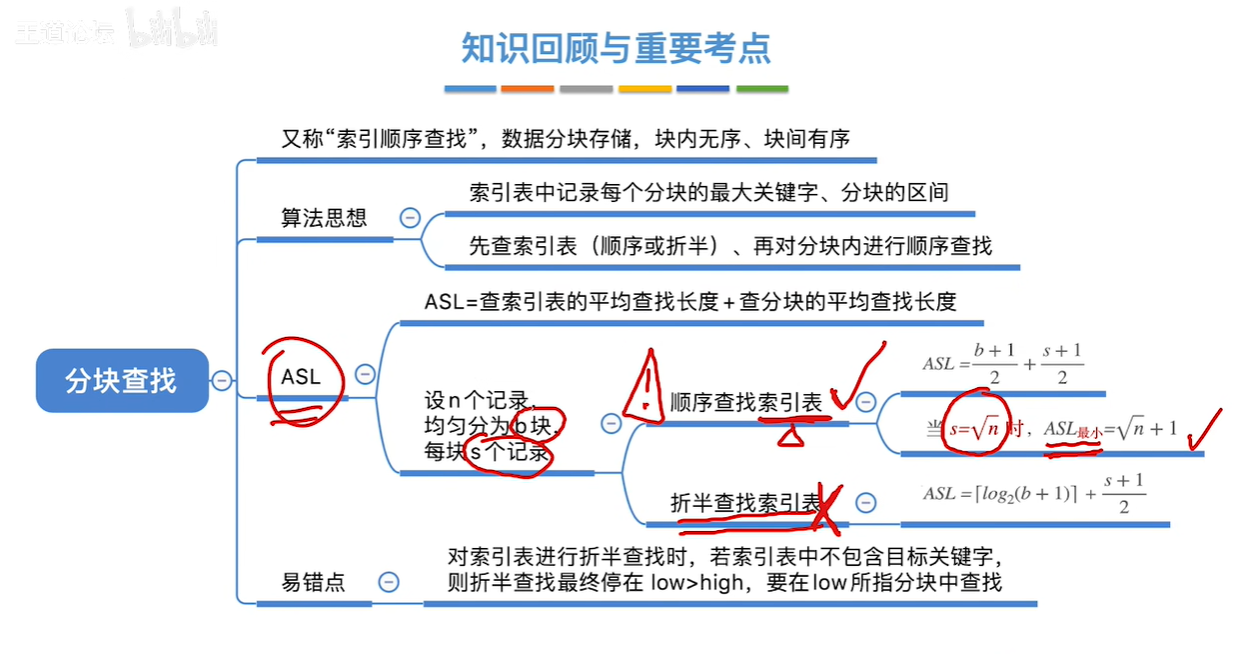 王道论坛 bilibili
知识回顾与重要考点
又称“索引顺序查找”，数据分块存储，块内无序、块间有序
算法思想
索引表中记录每个分块的最大关键字、分块的区间
先查索引表（顺序或折半）、再对分块内进行顺序查找
分块查找
ASL
ASL=查索引表的平均查找长度+查分块的平均查找长度
设n个记录，
均匀分为b块，
每块s个记录
顺序查找索引表
ASL = (b+1)/2 + (s+1)/2
当 s=√n 时，ASL最小=√n + 1
折半查找索引表
ASL = ⌈log₂(b+1)⌉ + (s+1)/2
易错点
对索引表进行折半查找时，若索引表中不包含目标关键字，
则折半查找最终停在 low>high，要在low所指分块中查找